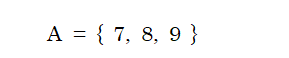 A = { 7, 8, 9 }